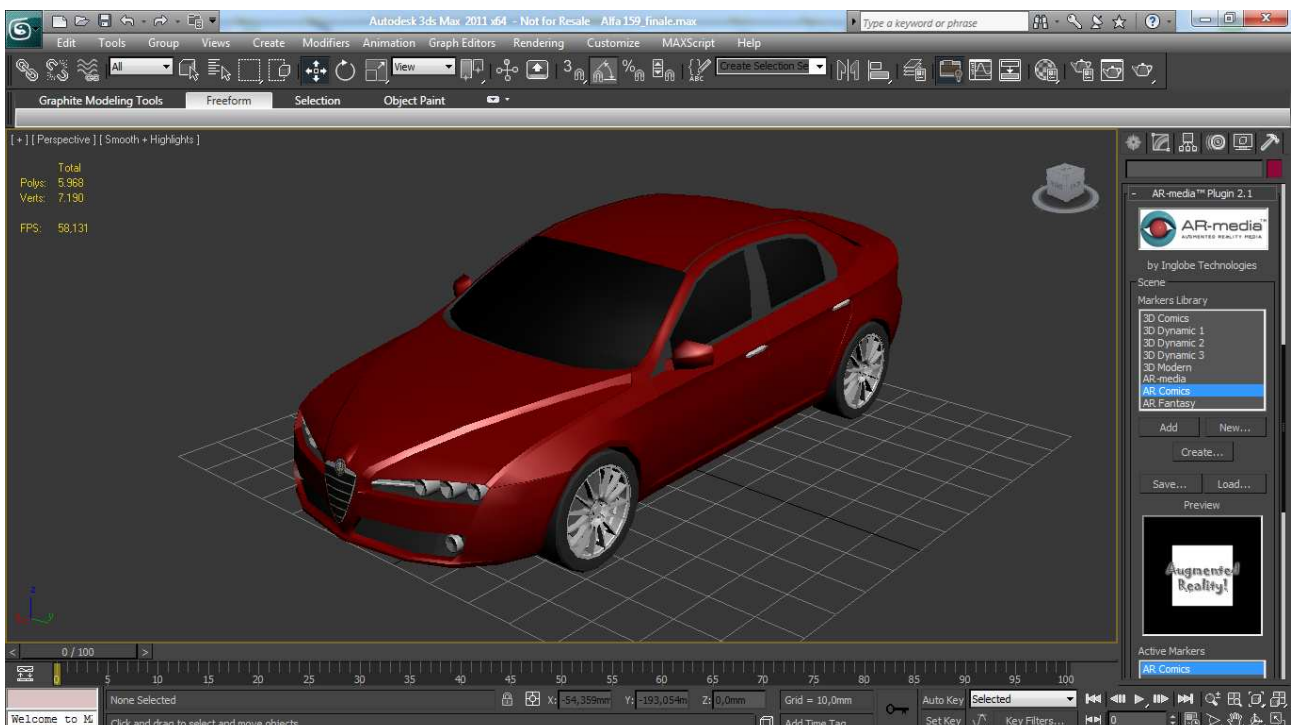 Autodesk 3ds Max 2011 x64 - Not for Resale Alfa 159_finale.max
Type a keyword or phrase
Edit Tools Group Views Create Modifiers Animation Graph Editors Rendering Customize MAXScript Help
All
View
Create Selection Se
Graphite Modeling Tools Freeform Selection Object Paint
[ + ] [ Perspective ] [ Smooth + Highlights ]
Total
Polys: 5.968
Verts: 7.190
FPS: 58,131
- AR-media™ Plugin 2.1
AR-media™
AUGMENTED REALITY MEDIA
by Inglobe Technologies
Scene
Markers Library
3D Comics
3D Dynamic 1
3D Dynamic 2
3D Dynamic 3
3D Modern
AR-media
AR Comics
AR Fantasy
Add New...
Create...
Save... Load...
Preview
Augmented
Reality!
Active Markers
AR Comics
z
y
< 0 / 100 >
0 5 10 15 20 25 30 35 40 45 50 55 60 65 70 75 80 85 90 95 100
None Selected X: -54,359mm Y: -193,054m Z: 0,0mm Grid = 10,0mm Auto Key Selected
Welcome to M Click and drag to select and move objects Add Time Tag Set Key Key Filters... 0